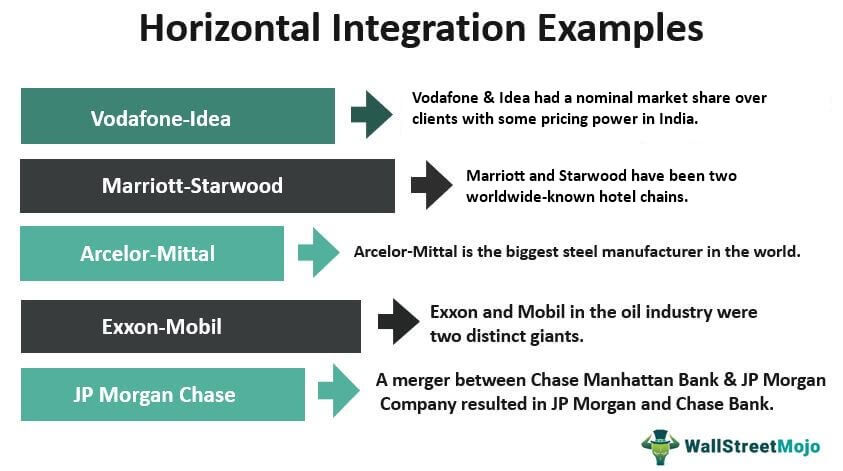 Horizontal Integration Examples
Vodafone-Idea
Vodafone & Idea had a nominal market share over
clients with some pricing power in India.
Marriott-Starwood
Marriott and Starwood have been two
worldwide-known hotel chains.
Arcelor-Mittal
Arcelor-Mittal is the biggest steel manufacturer in the world.
Exxon-Mobil
Exxon and Mobil in the oil industry were
two distinct giants.
JP Morgan Chase
A merger between Chase Manhattan Bank & JP Morgan
Company resulted in JP Morgan and Chase Bank.
WallStreetMojo